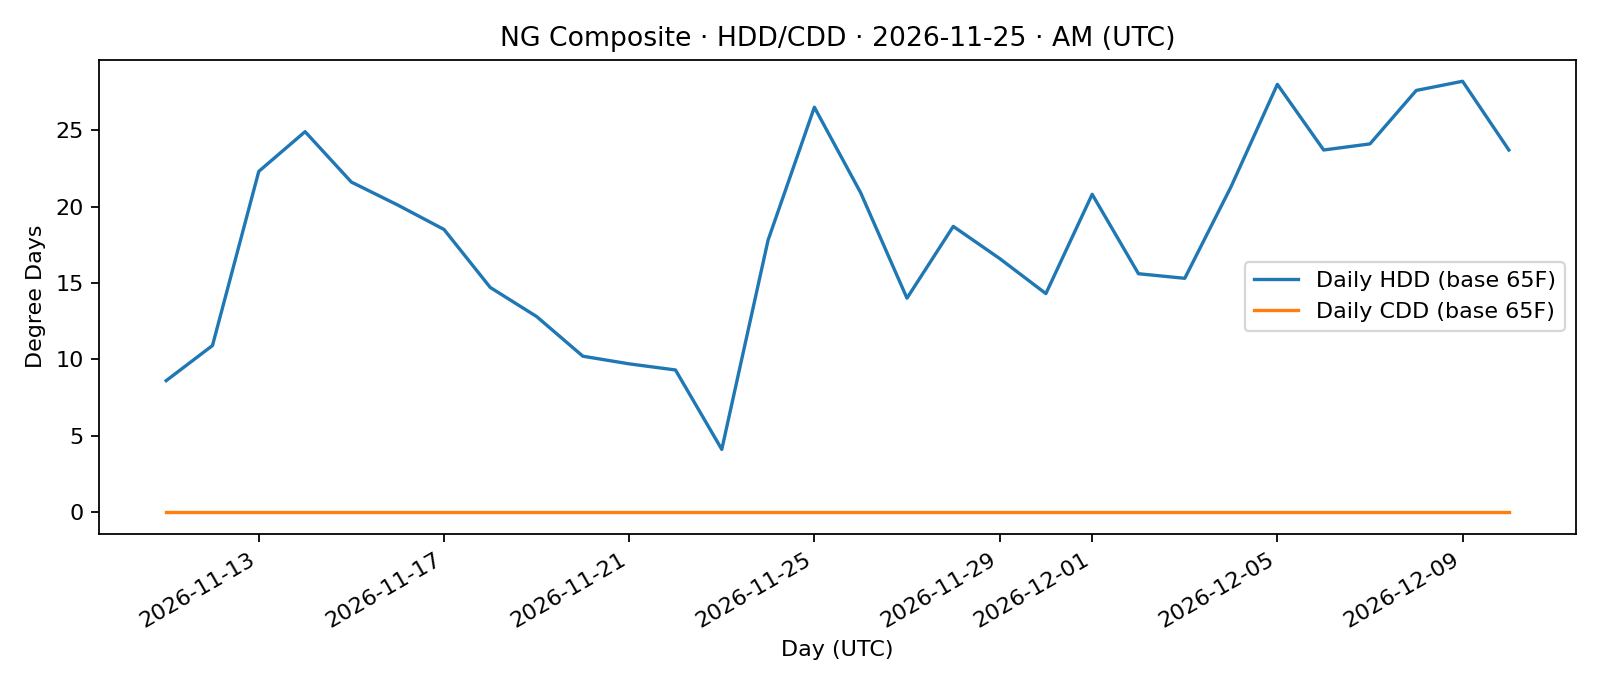 NG Composite · HDD/CDD · 2026-11-25 · AM (UTC)
Degree Days
25
20
15
10
5
0
Daily HDD (base 65F)
Daily CDD (base 65F)
2026-11-13
2026-11-17
2026-11-21
2026-11-25
2026-11-29
2026-12-01
2026-12-05
2026-12-09
Day (UTC)